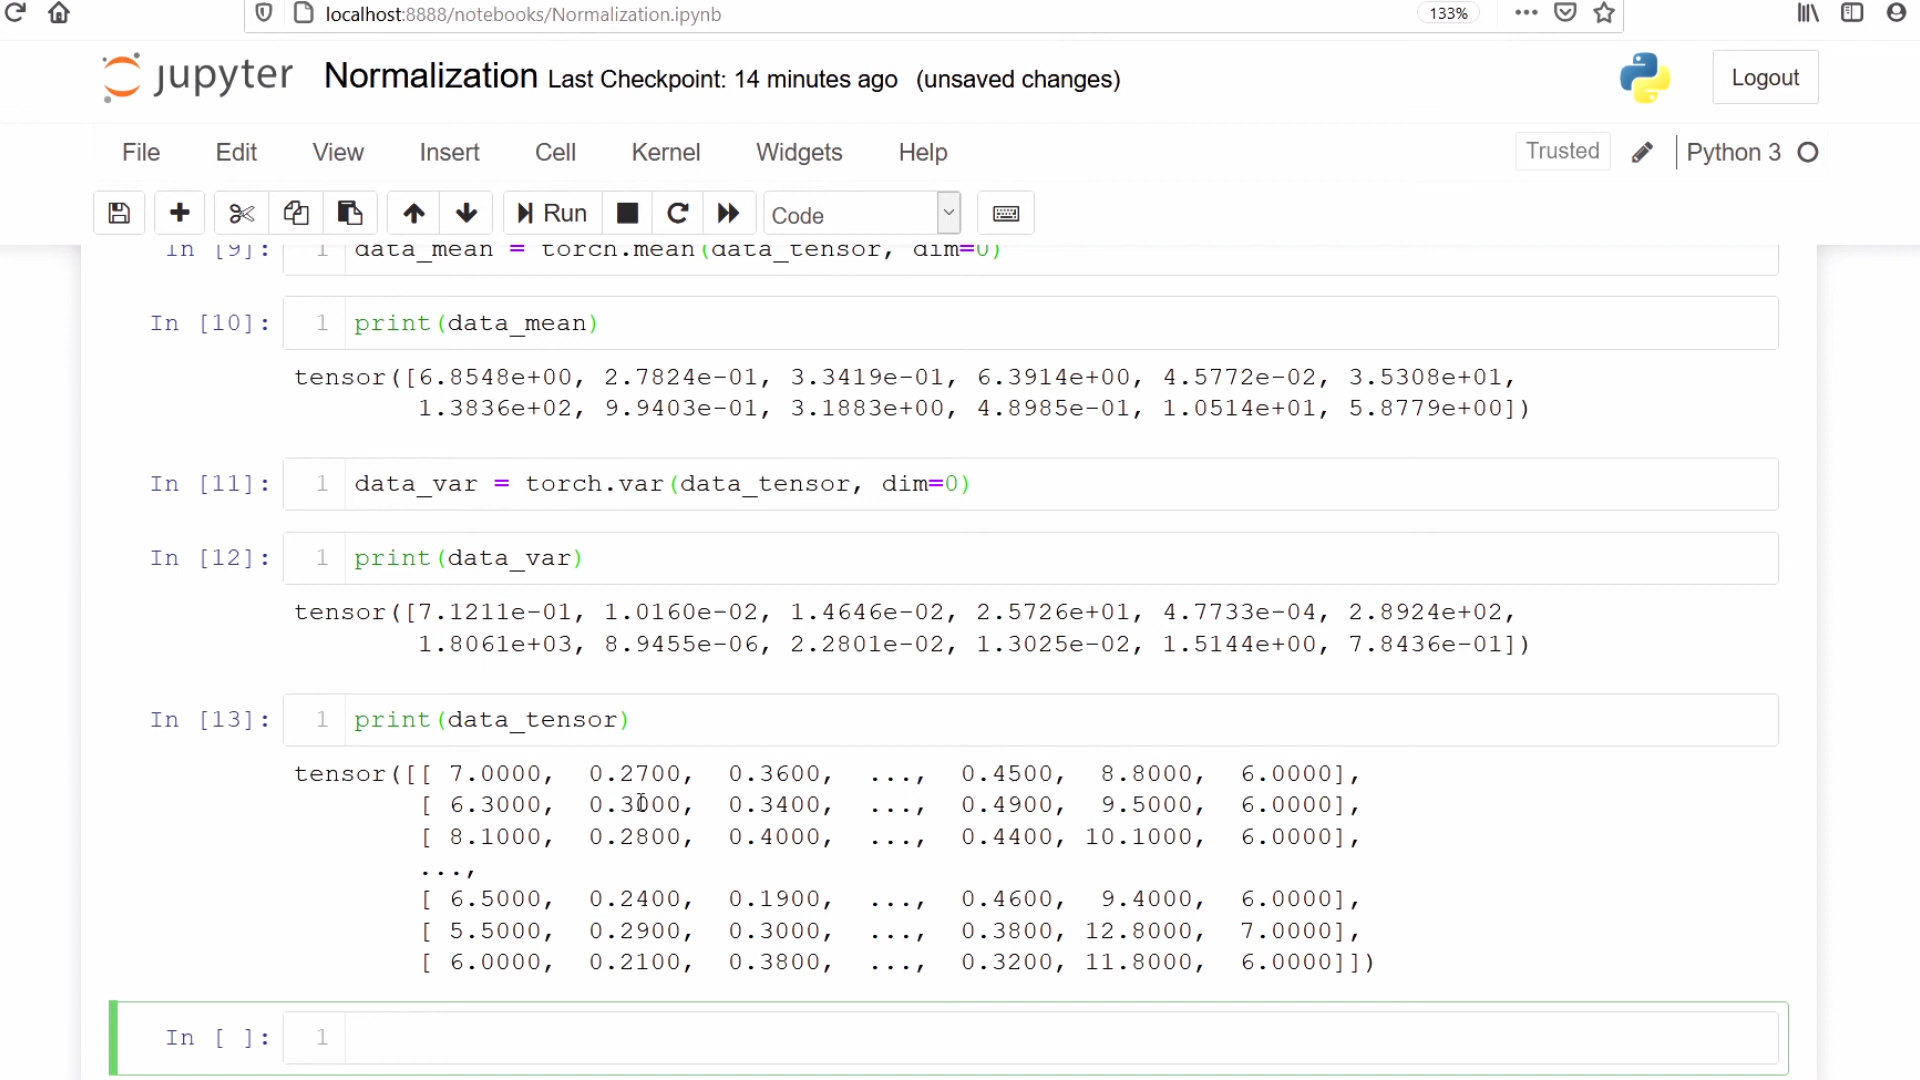 localhost:8888/notebooks/Normalization.ipynb 133%
jupyter Normalization Last Checkpoint: 14 minutes ago (unsaved changes) Logout
File Edit View Insert Cell Kernel Widgets Help Trusted Python 3
Run Code
In [9]: 1 data_mean = torch.mean(data_tensor, dim=0)
In [10]: 1 print(data_mean)
tensor([6.8548e+00, 2.7824e-01, 3.3419e-01, 6.3914e+00, 4.5772e-02, 3.5308e+01,
1.3836e+02, 9.9403e-01, 3.1883e+00, 4.8985e-01, 1.0514e+01, 5.8779e+00])
In [11]: 1 data_var = torch.var(data_tensor, dim=0)
In [12]: 1 print(data_var)
tensor([7.1211e-01, 1.0160e-02, 1.4646e-02, 2.5726e+01, 4.7733e-04, 2.8924e+02,
1.8061e+03, 8.9455e-06, 2.2801e-02, 1.3025e-02, 1.5144e+00, 7.8436e-01])
In [13]: 1 print(data_tensor)
tensor([[ 7.0000, 0.2700, 0.3600, ..., 0.4500, 8.8000, 6.0000],
[ 6.3000, 0.3000, 0.3400, ..., 0.4900, 9.5000, 6.0000],
[ 8.1000, 0.2800, 0.4000, ..., 0.4400, 10.1000, 6.0000],
...,
[ 6.5000, 0.2400, 0.1900, ..., 0.4600, 9.4000, 6.0000],
[ 5.5000, 0.2900, 0.3000, ..., 0.3800, 12.8000, 7.0000],
[ 6.0000, 0.2100, 0.3800, ..., 0.3200, 11.8000, 6.0000]])
In [ ]: 1